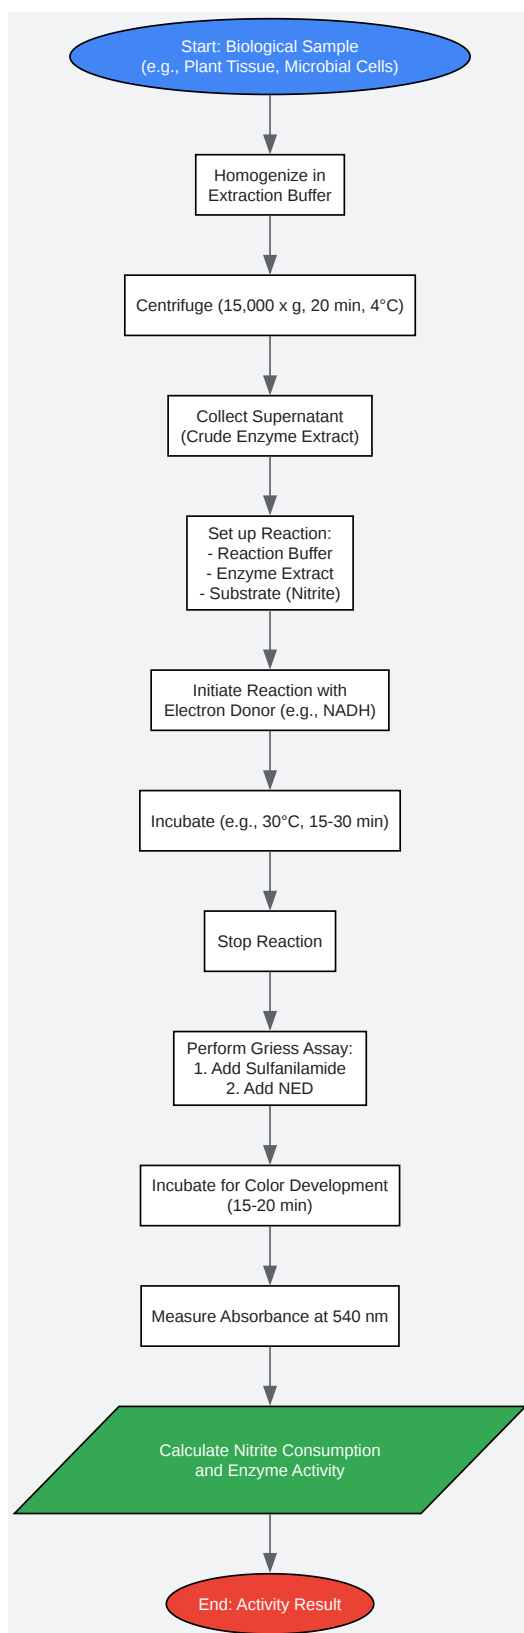 Start: Biological Sample
(e.g., Plant Tissue, Microbial Cells)
Homogenize in
Extraction Buffer
Centrifuge (15,000 x g, 20 min, 4°C)
Collect Supernatant
(Crude Enzyme Extract)
Set up Reaction:
- Reaction Buffer
- Enzyme Extract
- Substrate (Nitrite)
Initiate Reaction with
Electron Donor (e.g., NADH)
Incubate (e.g., 30°C, 15-30 min)
Stop Reaction
Perform Griess Assay:
1. Add Sulfanilamide
2. Add NED
Incubate for Color Development
(15-20 min)
Measure Absorbance at 540 nm
Calculate Nitrite Consumption
and Enzyme Activity
End: Activity Result